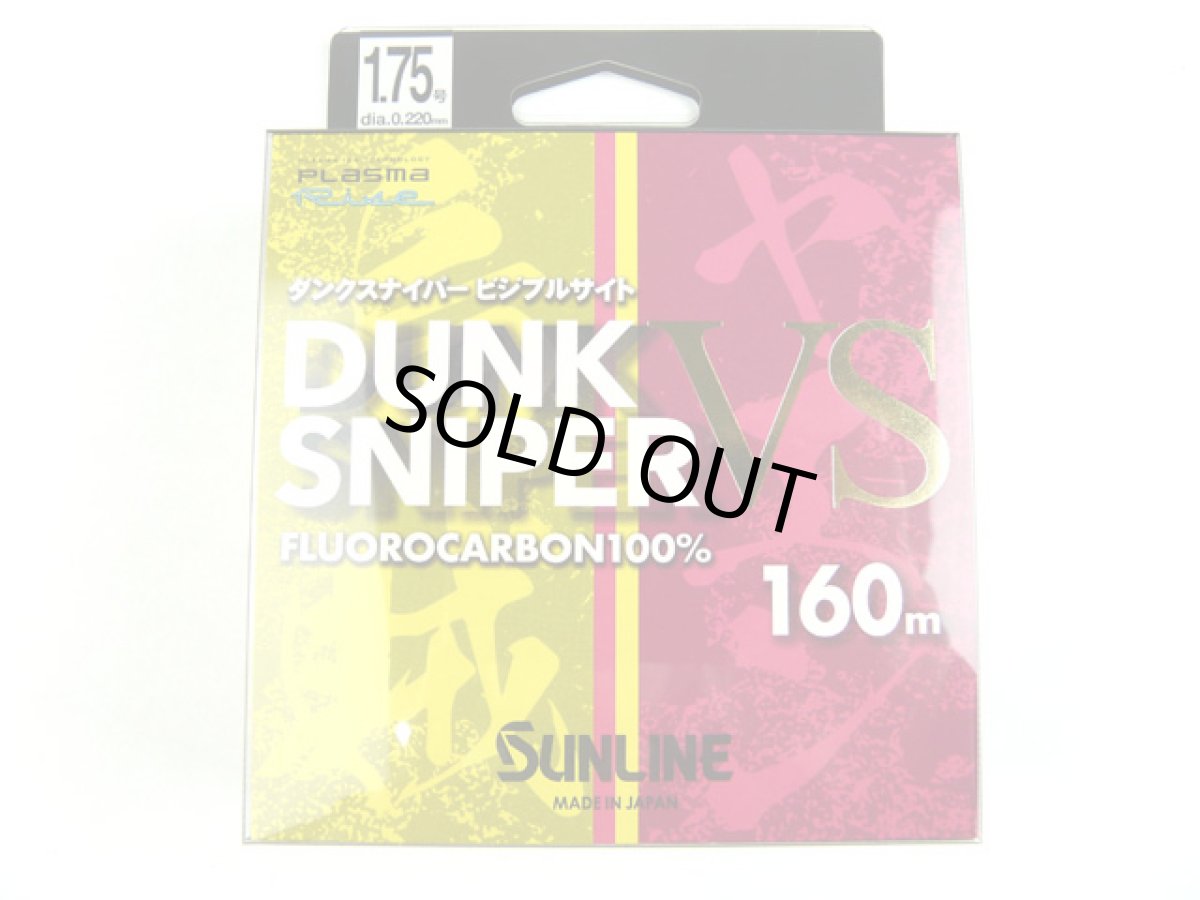 1.75号
dia.0.220mm
PLASMA
Rise
ダンクスナイパー ビジブルサイト
DUNK VS
SNIPER
FLUOROCARBON100%
160m
SUNLINE
MADE IN JAPAN
SOLD OUT